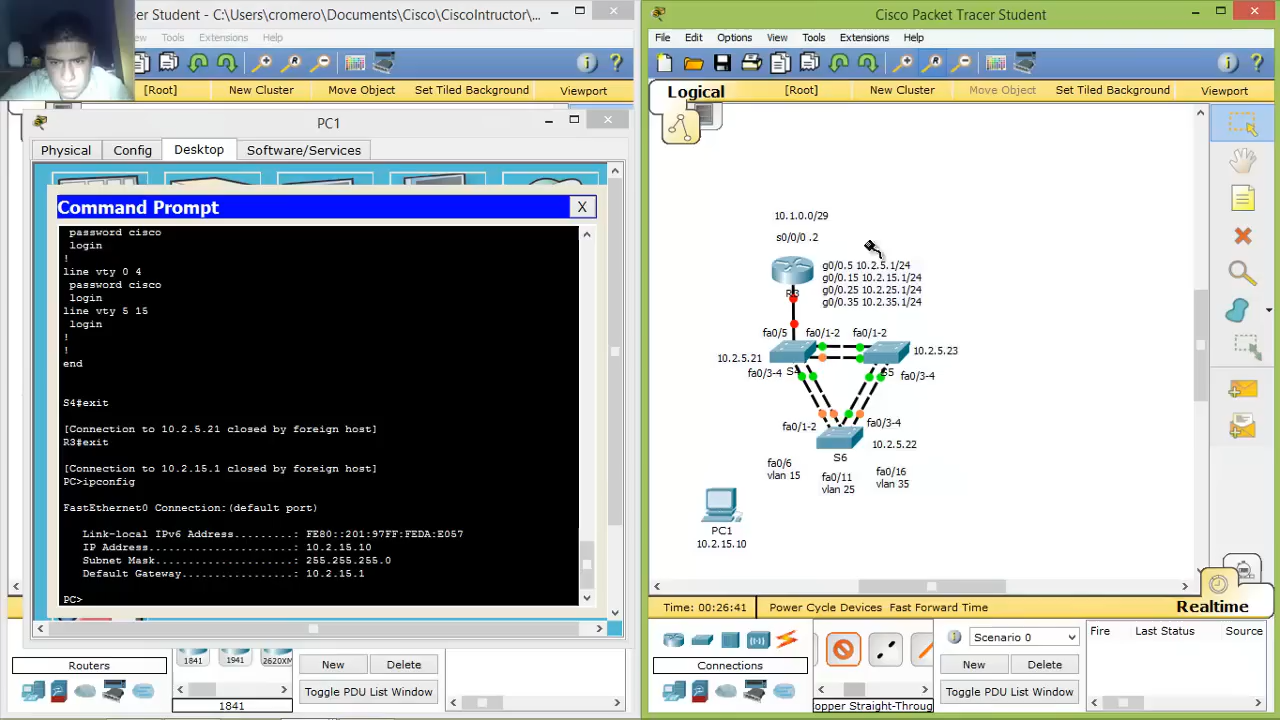 rer Student - C:\Users\cromero\Documents\Cisco\CiscoIntructor\...
Tools Extensions Help
[Root] New Cluster Move Object Set Tiled Background Viewport
PC1
Physical Config Desktop Software/Services
Command Prompt
X
password cisco
login
!
line vty 0 4
password cisco
login
line vty 5 15
login
!
!
end
S4#exit
[Connection to 10.2.5.21 closed by foreign host]
R3#exit
[Connection to 10.2.15.1 closed by foreign host]
PC>ipconfig
FastEthernet0 Connection:(default port)
Link-local IPv6 Address.........: FE80::201:97FF:FEDA:E057
IP Address......................: 10.2.15.10
Subnet Mask.....................: 255.255.255.0
Default Gateway.................: 10.2.15.1
PC>
Routers
1841 1941 2620XM
1841
New Delete
Toggle PDU List Window
Cisco Packet Tracer Student
File Edit Options View Tools Extensions Help
Logical [Root] New Cluster Move Object Set Tiled Background Viewport
10.1.0.0/29
s0/0/0 .2
R3
g0/0.5 10.2.5.1/24
g0/0.15 10.2.15.1/24
g0/0.25 10.2.25.1/24
g0/0.35 10.2.35.1/24
fa0/5 fa0/1-2 fa0/1-2
10.2.5.21 10.2.5.23
fa0/3-4 S4 S5 fa0/3-4
fa0/1-2 fa0/3-4
S6 10.2.5.22
fa0/6
vlan 15
fa0/11
vlan 25
fa0/16
vlan 35
PC1
10.2.15.10
Time: 00:26:41 Power Cycle Devices Fast Forward Time Realtime
Connections
opper Straight-Throug
Scenario 0
New Delete
Toggle PDU List Window
Fire Last Status Source